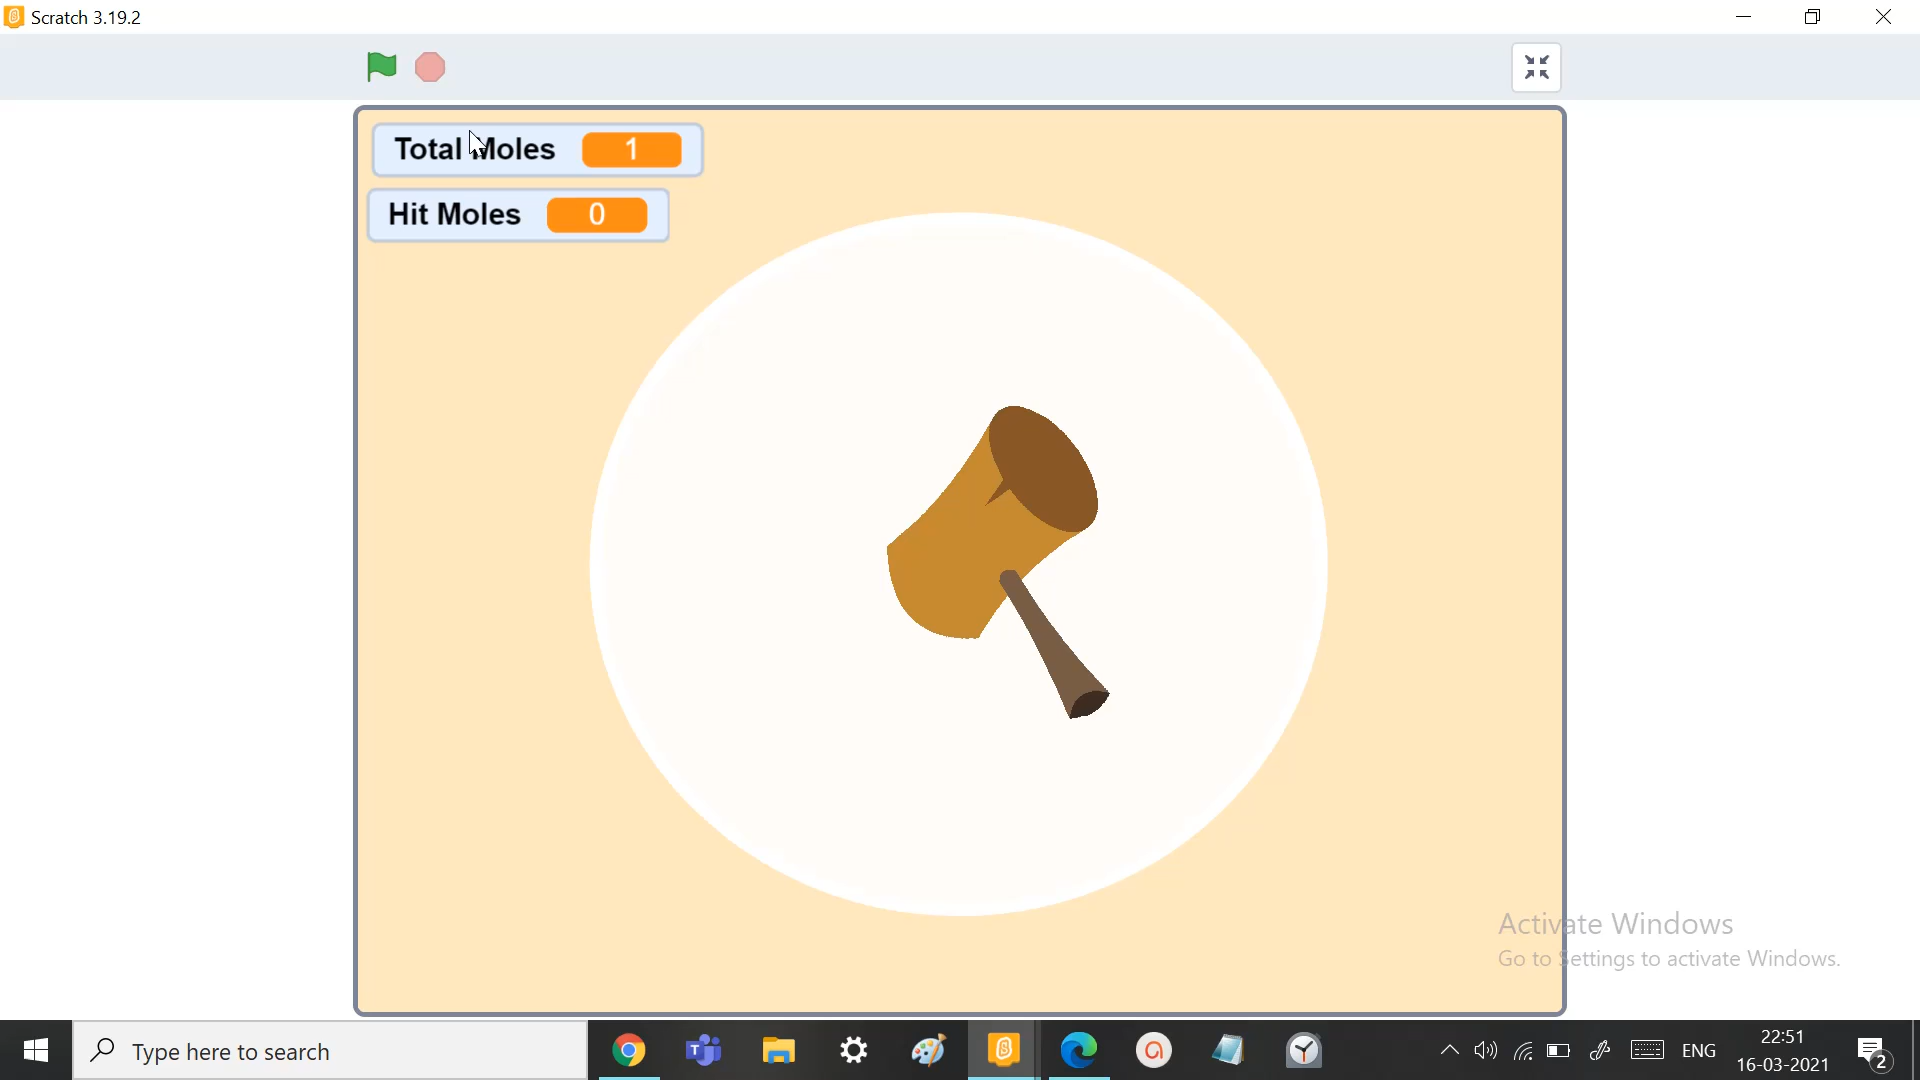 Scratch 3.19.2
Total Moles 1
Hit Moles 0
Activate Windows
Go to Settings to activate Windows.
Type here to search
ENG
22:51
16-03-2021
2